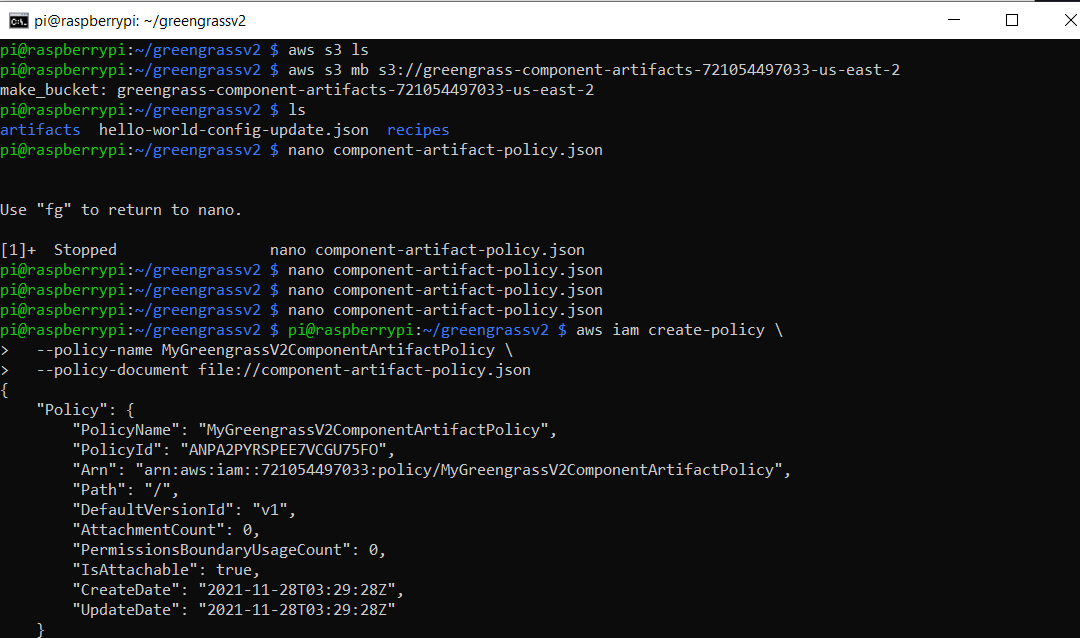 pi@raspberrypi: ~/greengrassv2
pi@raspberrypi:~/greengrassv2 $ aws s3 ls
pi@raspberrypi:~/greengrassv2 $ aws s3 mb s3://greengrass-component-artifacts-721054497033-us-east-2
make_bucket: greengrass-component-artifacts-721054497033-us-east-2
pi@raspberrypi:~/greengrassv2 $ ls
artifacts  hello-world-config-update.json  recipes
pi@raspberrypi:~/greengrassv2 $ nano component-artifact-policy.json
Use "fg" to return to nano.
[1]+  Stopped                 nano component-artifact-policy.json
pi@raspberrypi:~/greengrassv2 $ nano component-artifact-policy.json
pi@raspberrypi:~/greengrassv2 $ nano component-artifact-policy.json
pi@raspberrypi:~/greengrassv2 $ nano component-artifact-policy.json
pi@raspberrypi:~/greengrassv2 $ pi@raspberrypi:~/greengrassv2 $ aws iam create-policy \
>   --policy-name MyGreengrassV2ComponentArtifactPolicy \
>   --policy-document file://component-artifact-policy.json
{
    "Policy": {
        "PolicyName": "MyGreengrassV2ComponentArtifactPolicy",
        "PolicyId": "ANPA2PYRSPEE7VCGU75FO",
        "Arn": "arn:aws:iam::721054497033:policy/MyGreengrassV2ComponentArtifactPolicy",
        "Path": "/",
        "DefaultVersionId": "v1",
        "AttachmentCount": 0,
        "PermissionsBoundaryUsageCount": 0,
        "IsAttachable": true,
        "CreateDate": "2021-11-28T03:29:28Z",
        "UpdateDate": "2021-11-28T03:29:28Z"
    }